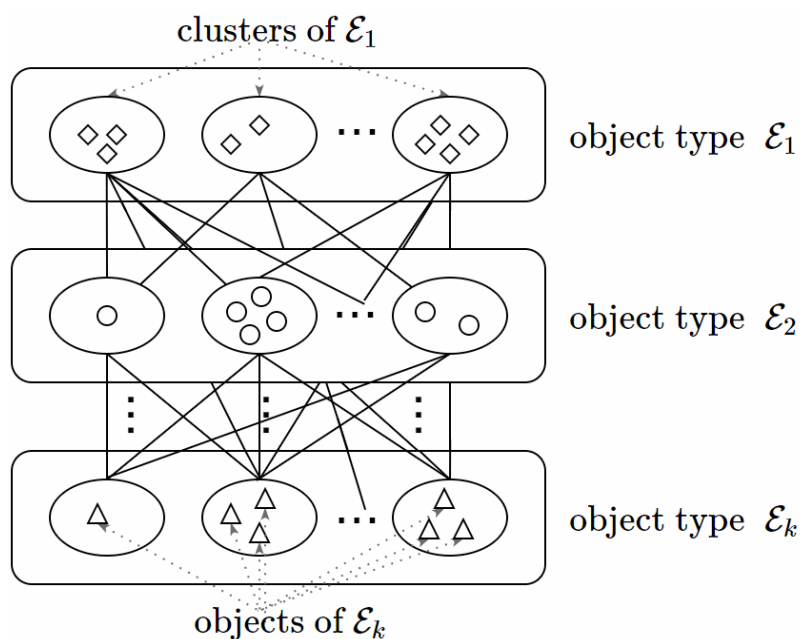 clusters of ℰ₁
object type ℰ₁
object type ℰ₂
object type ℰₖ
objects of ℰₖ